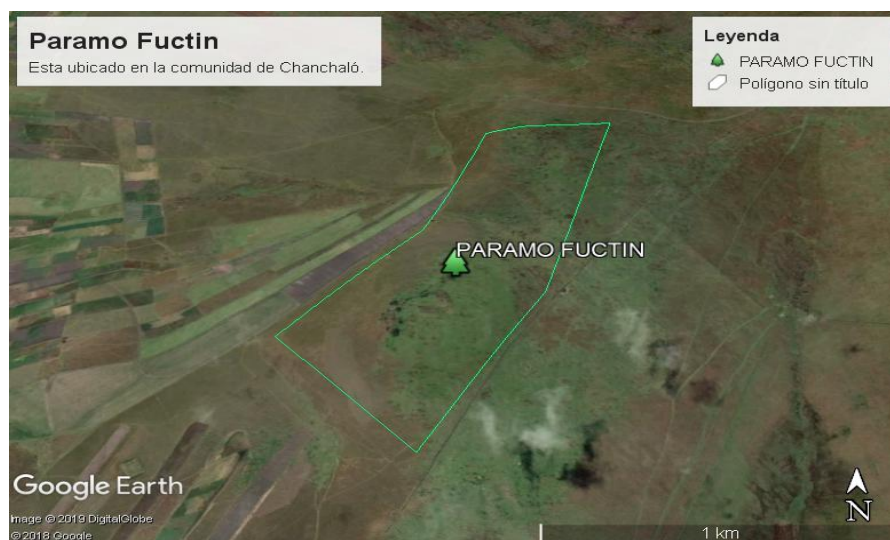 Paramo Fuctin
Esta ubicado en la comunidad de Chanchaló.
Leyenda
PARAMO FUCTIN
Polígono sin título
PARAMO FUCTIN
Google Earth
Image © 2019 DigitalGlobe
© 2018 Google
1 km
N